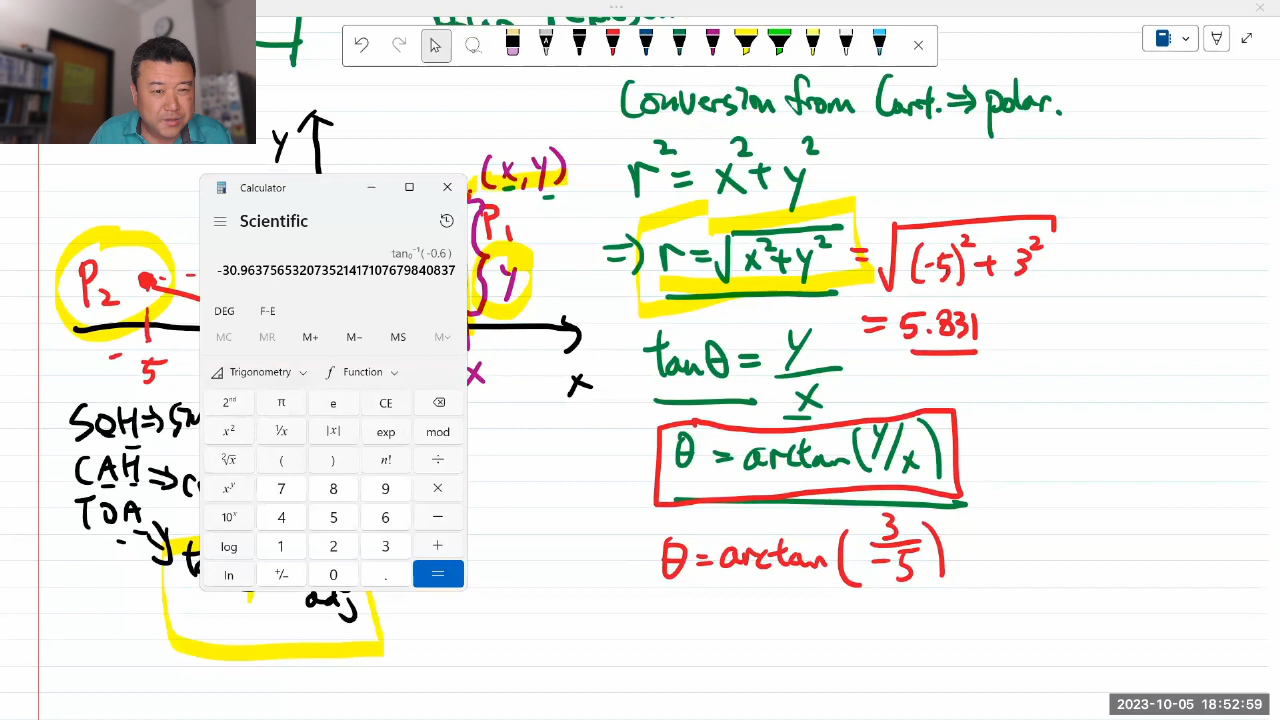 Conversion from Cart. ⇒ polar.
y
(x, y)
r² = x² + y²
P₁
⇒ r = √x² + y² = √(-5)² + 3²
P₂
y
= 5.831
-5
x
x
tanθ = y/x
SOH ⇒
CAH ⇒
TOA
θ = arctan(y/x)
θ = arctan(3/-5)
adj
Calculator
Scientific
tan₀⁻¹(-0.6)
-30.963756532073521417107679840837
DEG F-E
MC MR M+ M− MS M˅
Trigonometry Function
2ⁿᵈ π e CE
x² ¹/x |x| exp mod
²√x ( ) n! ÷
xʸ 7 8 9 ×
10ˣ 4 5 6 −
log 1 2 3 +
ln +/− 0 . =
2023-10-05 18:52:59